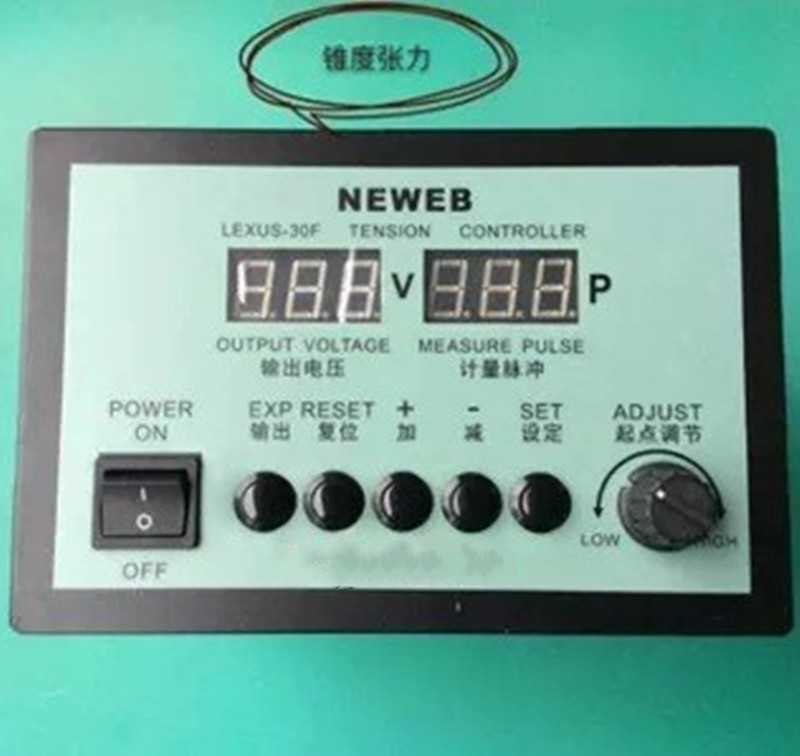 锥度张力
NEWEB
LEXUS-30F TENSION CONTROLLER
V P
OUTPUT VOLTAGE MEASURE PULSE
输出电压 计量脉冲
POWER EXP RESET + - SET ADJUST
ON 输出 复位 加 减 设定 起点调节
I
O
LOW HIGH
OFF